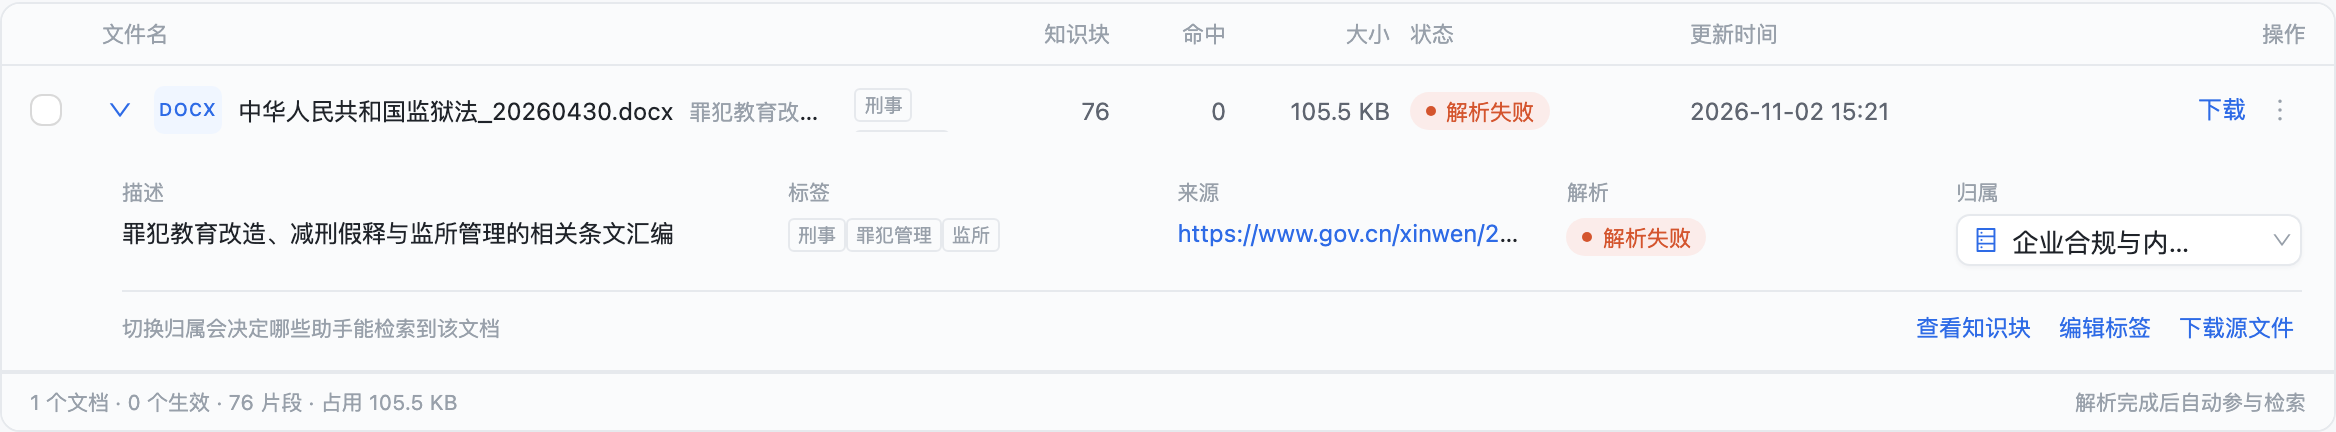 文件名 知识块 命中 大小 状态 更新时间 操作
DOCX 中华人民共和国监狱法_20260430.docx 罪犯教育改... 刑事 76 0 105.5 KB 解析失败 2026-11-02 15:21 下载
描述 标签 来源 解析 归属
罪犯教育改造、减刑假释与监所管理的相关条文汇编 刑事 罪犯管理 监所 https://www.gov.cn/xinwen/2... 解析失败 企业合规与内...
切换归属会决定哪些助手能检索到该文档 查看知识块 编辑标签 下载源文件
1 个文档 · 0 个生效 · 76 片段 · 占用 105.5 KB 解析完成后自动参与检索